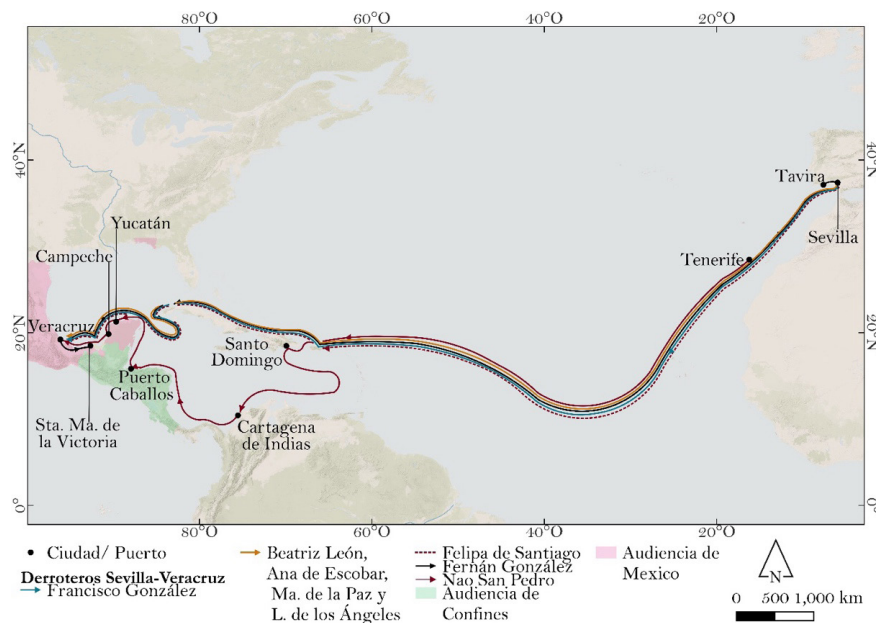 80°O 60°O 40°O 20°O
40°N 40°N
Tavira
Sevilla
Yucatán
Campeche
Tenerife
Veracruz
20°N 20°N
Santo
Domingo
Puerto
Caballos
Sta. Ma. de
la Victoria
Cartagena
de Indias
0° 0°
80°O 60°O 40°O 20°O
Ciudad/ Puerto
Derroteros Sevilla-Veracruz
Francisco González
Beatriz León,
Ana de Escobar,
Ma. de la Paz y
L. de los Ángeles
Felipa de Santiago
Fernán González
Nao San Pedro
Audiencia de
Confines
Audiencia de
Mexico
N
0 500 1,000 km